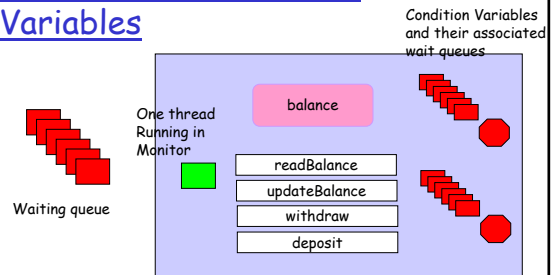 Variables
Condition Variables
and their associated
wait queues
One thread
Running in
Monitor
balance
Waiting queue
readBalance
updateBalance
withdraw
deposit